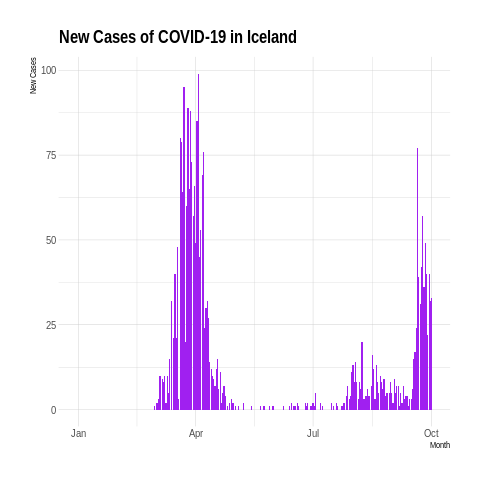 New Cases of COVID-19 in Iceland
New Cases
100
75
50
25
0
Jan Apr Jul Oct
Month